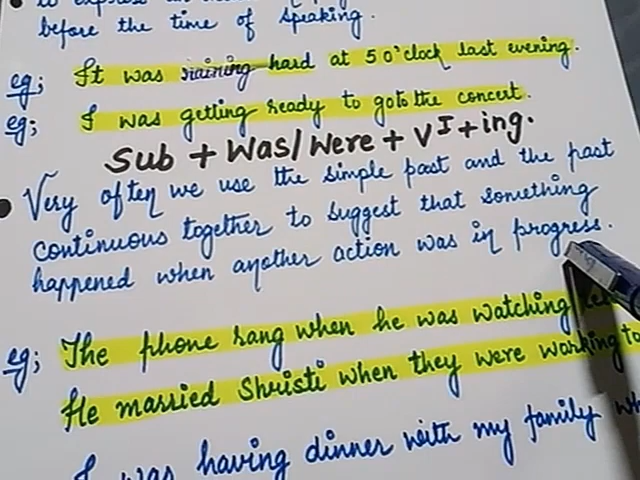 before the time of speaking.
eg; It was raining hard at 5 o'clock last evening.
eg; I was getting ready to goto the concert.
Sub + Was/Were + V I + ing.
• Very often we use the simple past and the past
continuous together to suggest that something
happened when another action was in progress.
eg; The phone rang when he was watching
He married Shristi when they were working to
I was having dinner with my family